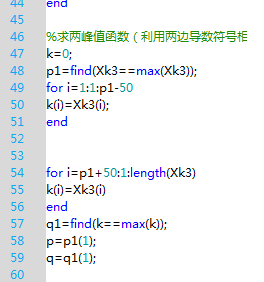 44 end
45
46 %求两峰值函数（利用两边导数符号相
47 k=0;
48 p1=find(Xk3==max(Xk3));
49 for i=1:1:p1-50
50 k(i)=Xk3(i);
51 end
52
53
54 for i=p1+50:1:length(Xk3)
55 k(i)=Xk3(i)
56 end
57 q1=find(k==max(k));
58 p=p1(1);
59 q=q1(1);
60